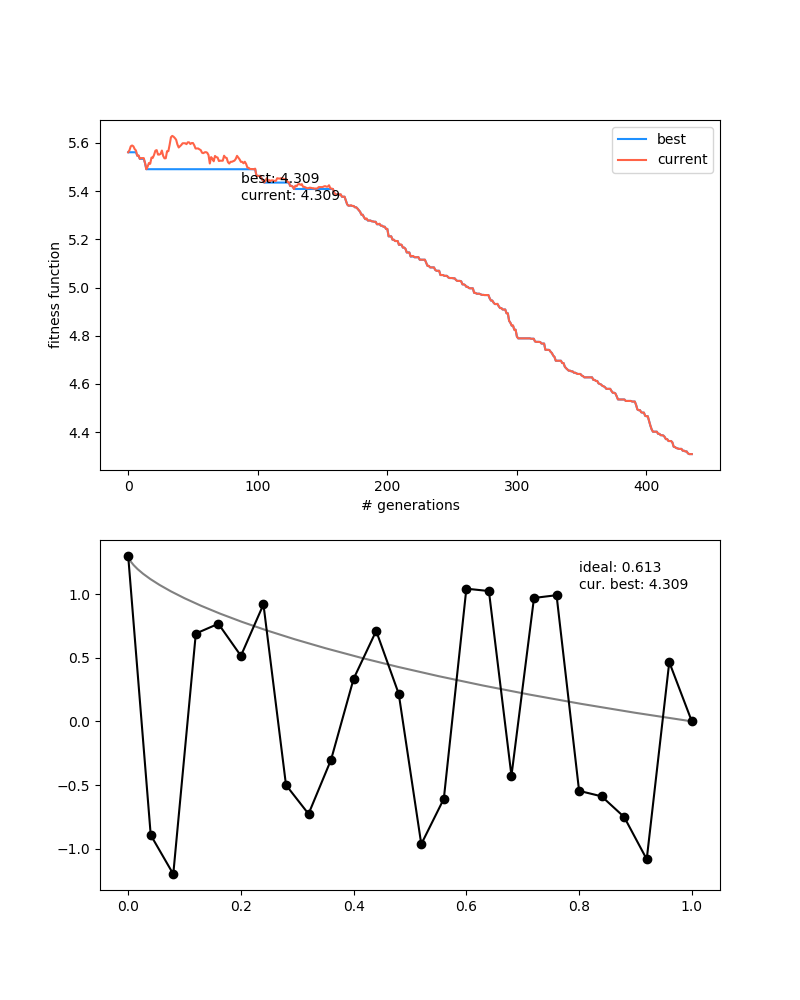 best
current
best: 4.309
current: 4.309
5.6
5.4
5.2
5.0
4.8
4.6
4.4
fitness function
0 100 200 300 400
# generations
ideal: 0.613
cur. best: 4.309
1.0
0.5
0.0
−0.5
−1.0
0.0 0.2 0.4 0.6 0.8 1.0